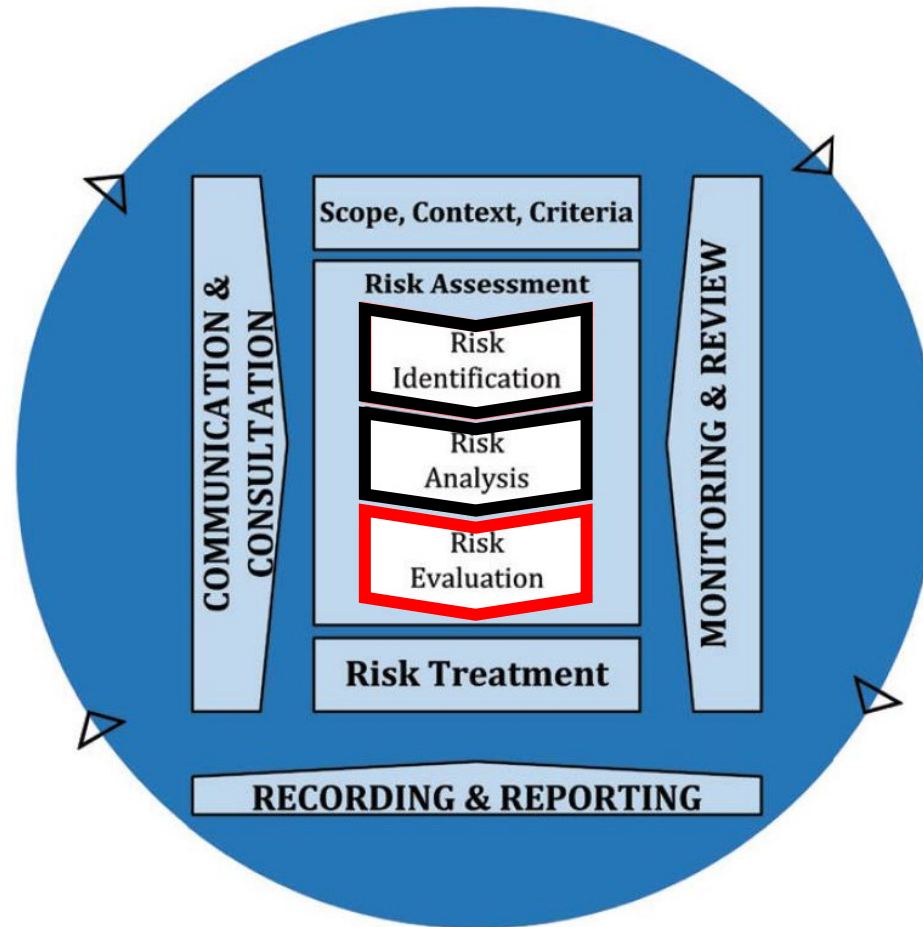 Scope, Context, Criteria
Risk Assessment
Risk
Identification
Risk
Analysis
Risk
Evaluation
Risk Treatment
COMMUNICATION &
CONSULTATION
MONITORING & REVIEW
RECORDING & REPORTING